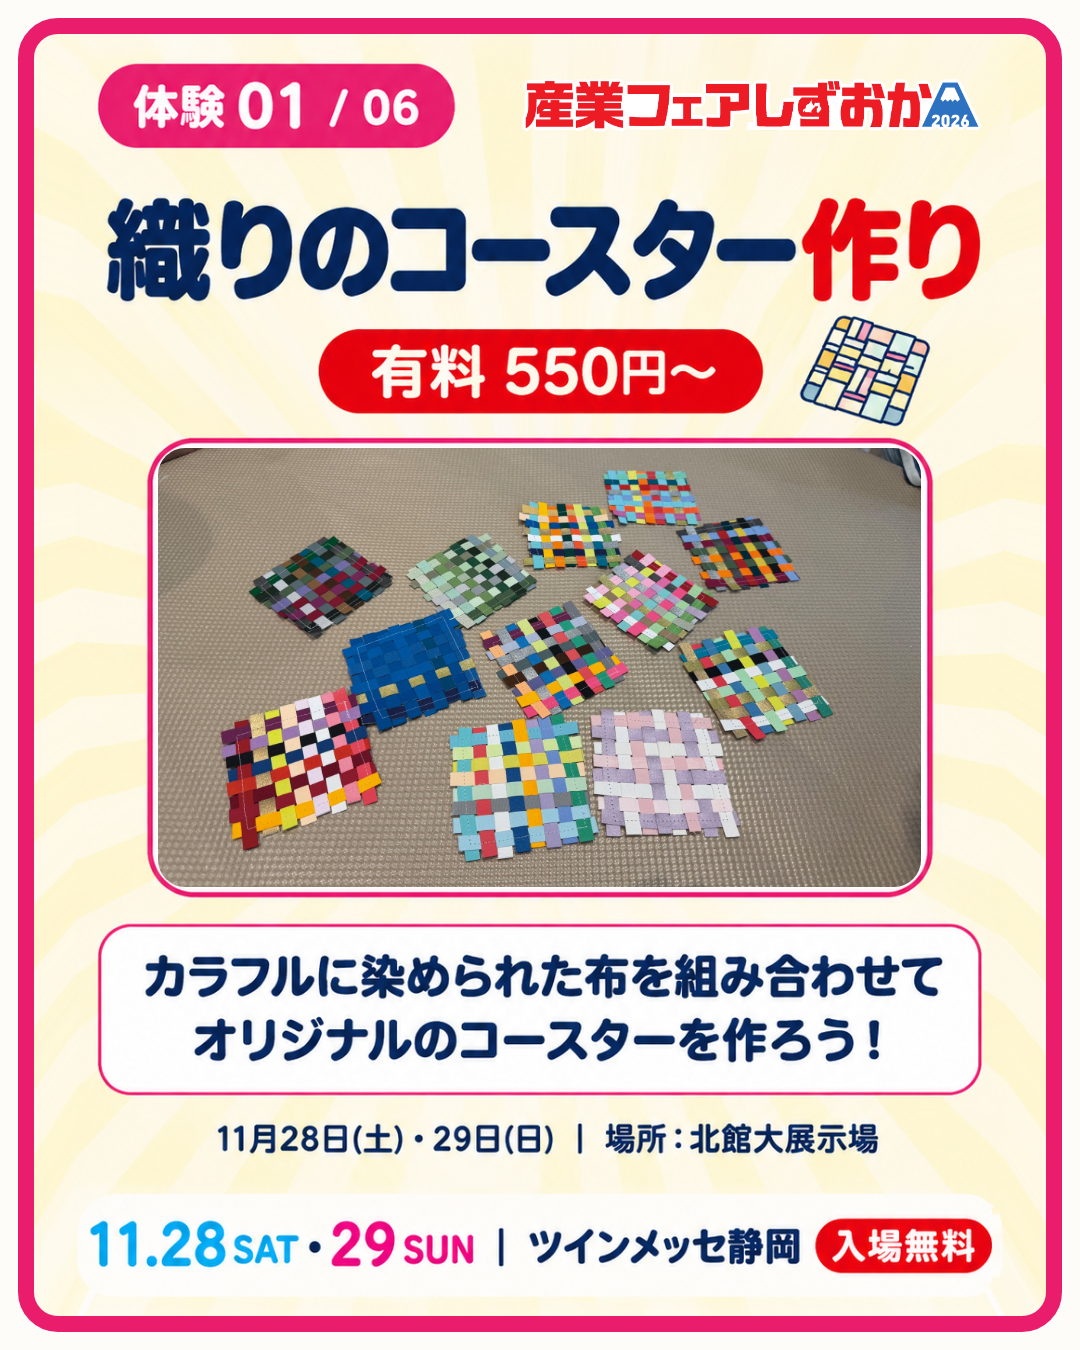 体験 01 / 06
産業フェアしずおか 2026
織りのコースター作り
有料 550円〜
カラフルに染められた布を組み合わせて
オリジナルのコースターを作ろう！
11月28日(土)・29日(日) | 場所：北館大展示場
11.28 SAT・29 SUN | ツインメッセ静岡 入場無料